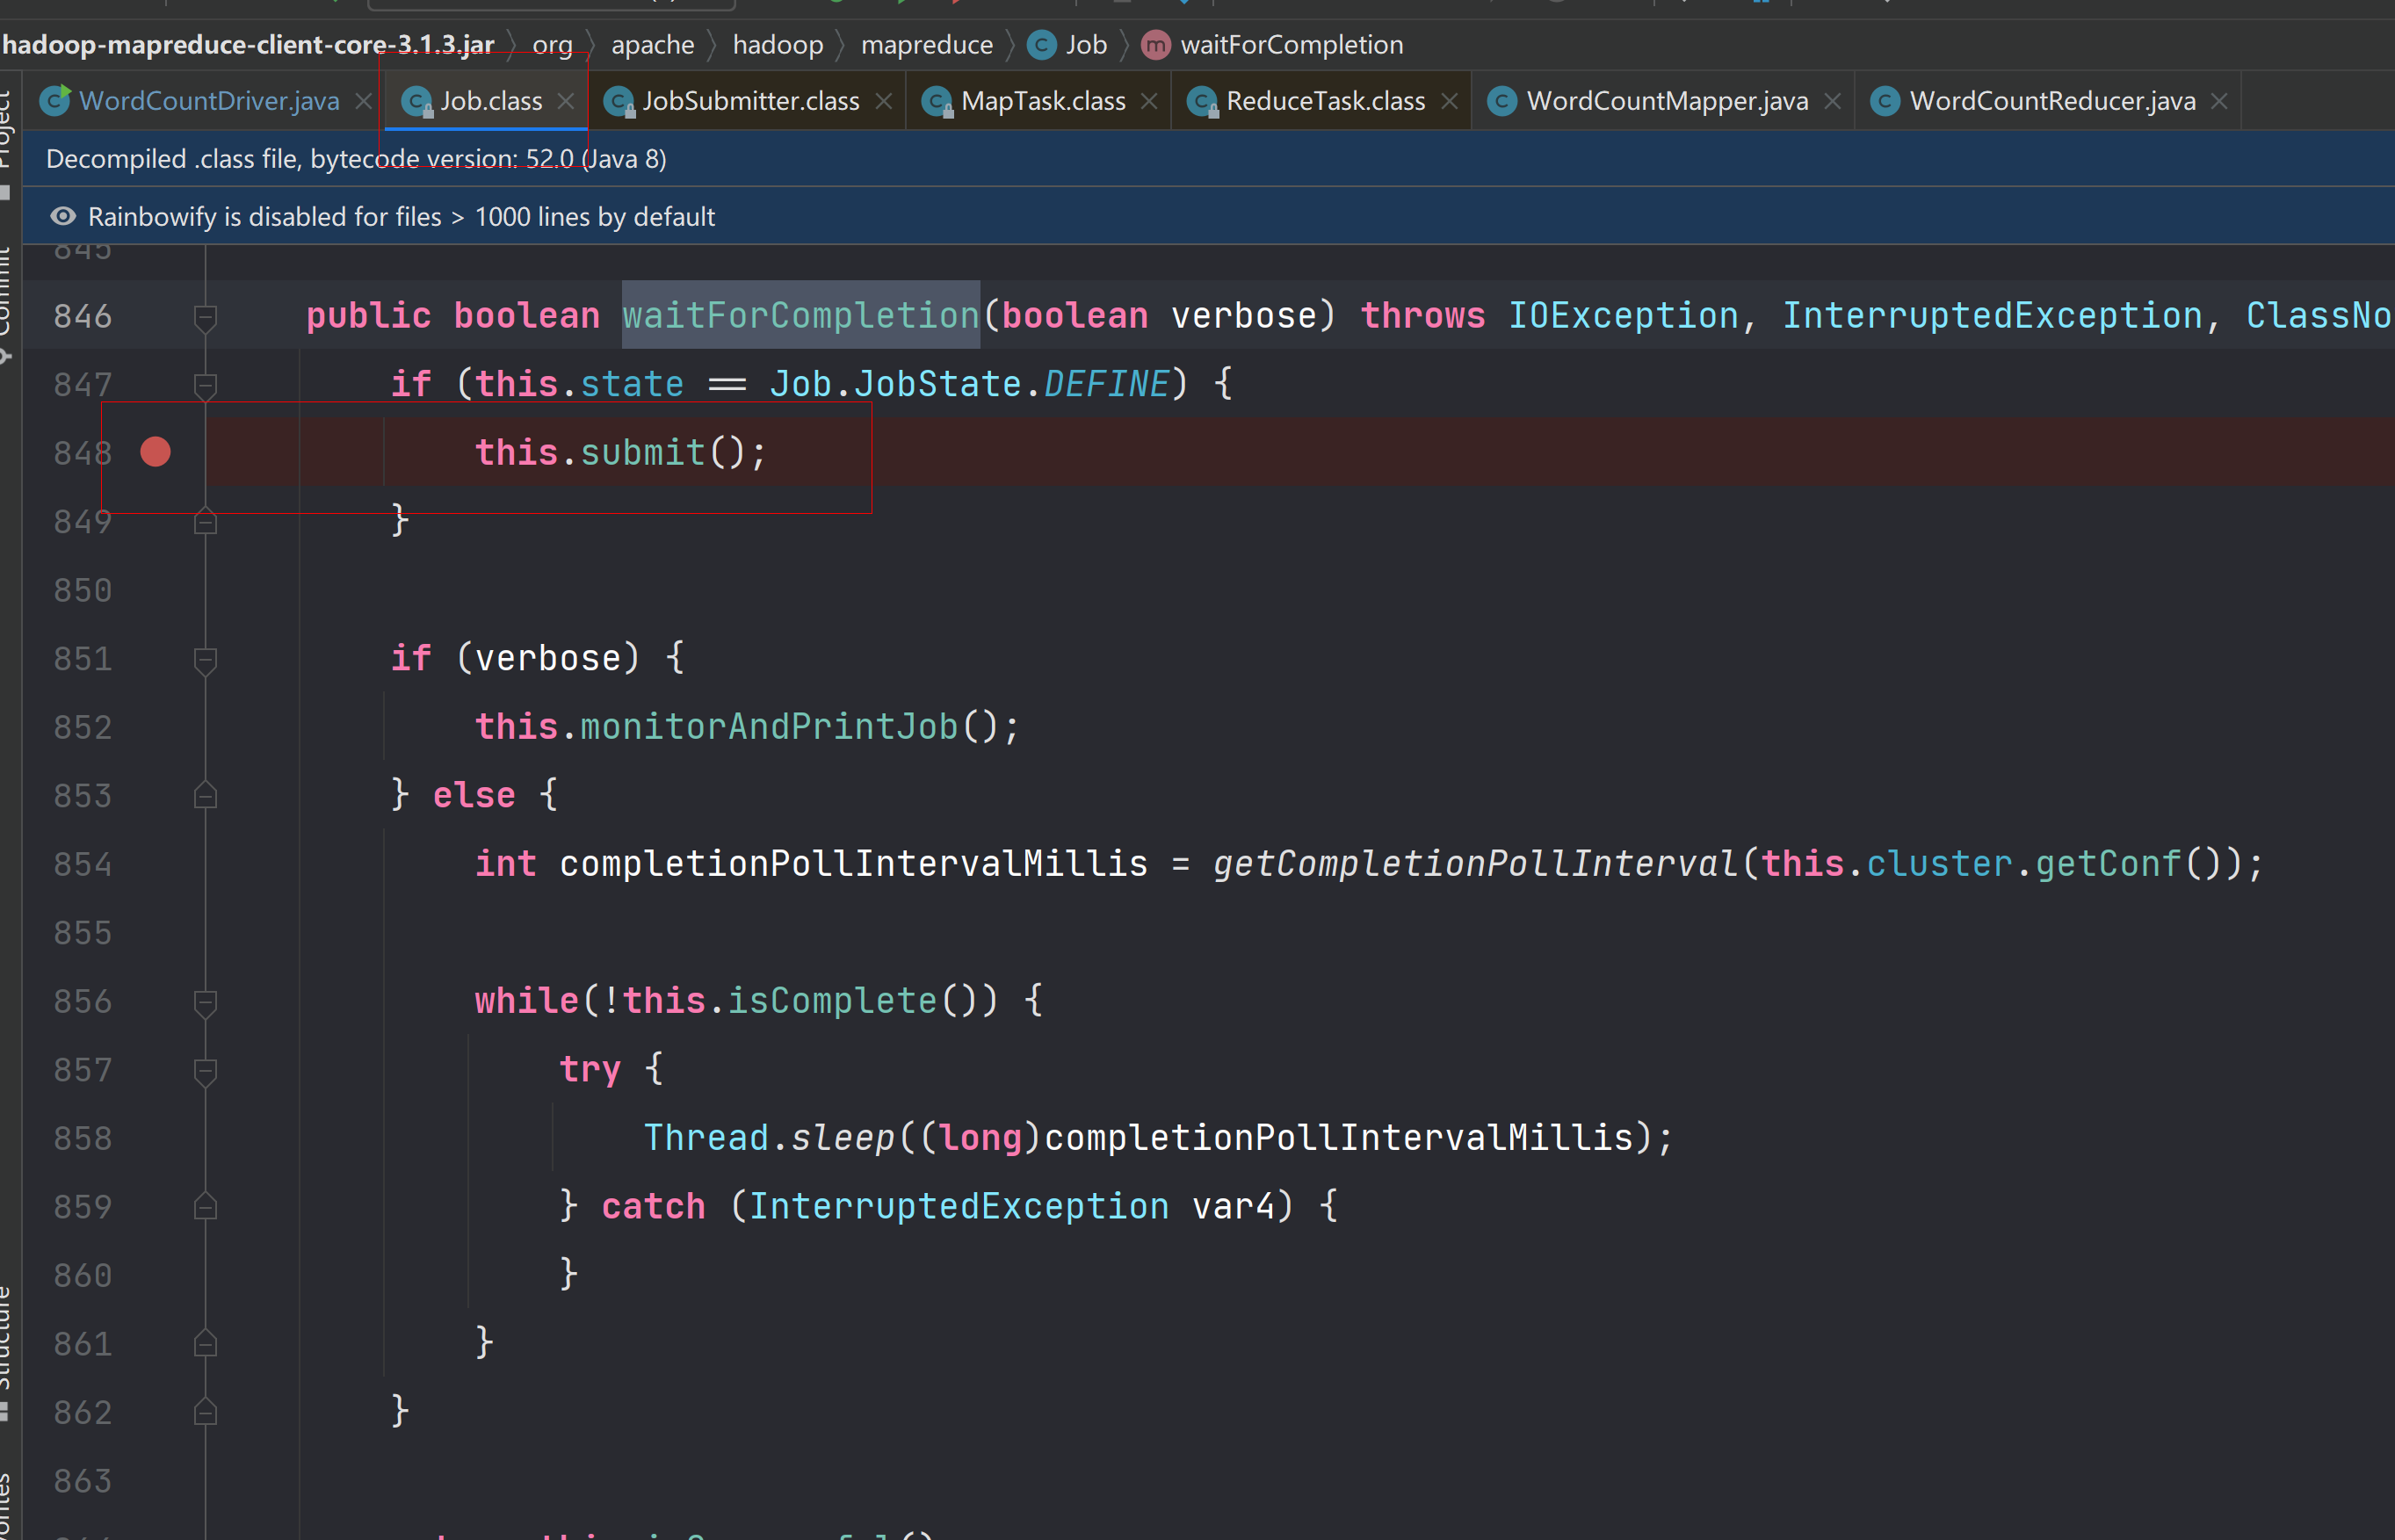 hadoop-mapreduce-client-core-3.1.3.jar 〉 org 〉 apache 〉 hadoop 〉 mapreduce 〉 Job 〉 waitForCompletion
WordCountDriver.java Job.class JobSubmitter.class MapTask.class ReduceTask.class WordCountMapper.java WordCountReducer.java
Project
Decompiled .class file, bytecode version: 52.0 (Java 8)
Rainbowify is disabled for files > 1000 lines by default
Commit
845
846 public boolean waitForCompletion(boolean verbose) throws IOException, InterruptedException, ClassNo
847 if (this.state == Job.JobState.DEFINE) {
848 this.submit();
849 }
850
851 if (verbose) {
852 this.monitorAndPrintJob();
853 } else {
854 int completionPollIntervalMillis = getCompletionPollInterval(this.cluster.getConf());
855
856 while(!this.isComplete()) {
857 try {
858 Thread.sleep((long)completionPollIntervalMillis);
859 } catch (InterruptedException var4) {
860 }
861 }
862 }
863
Structure